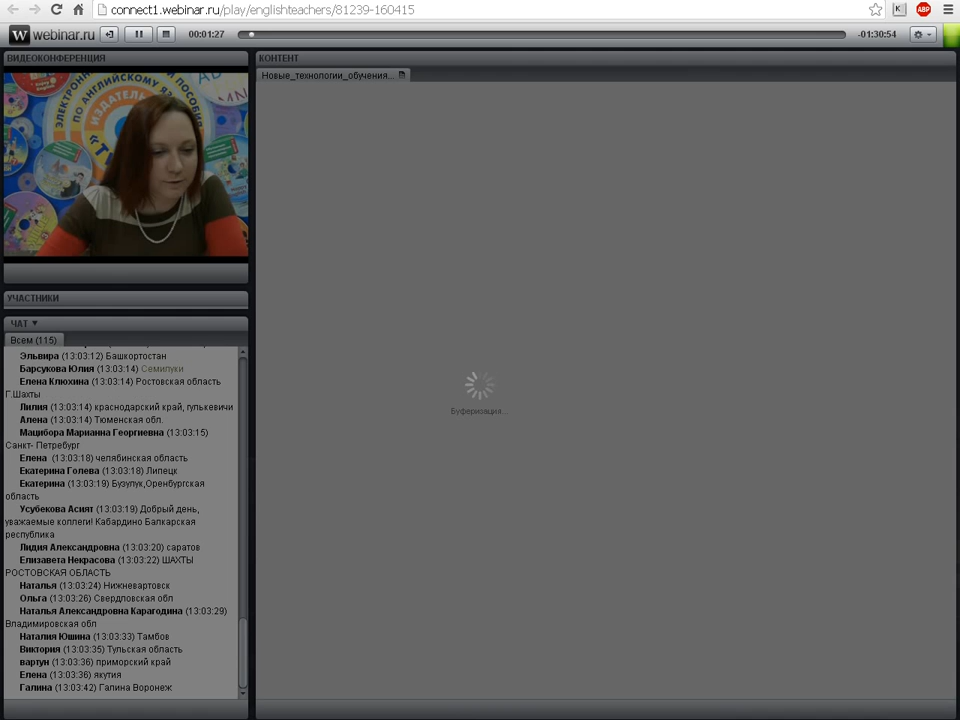 connect1.webinar.ru/play/englishteachers/81239-160415
K ABP
W webinar.ru 00:01:27 -01:30:54
ВИДЕОКОНФЕРЕНЦИЯ
КОНТЕНТ
Новые_технологии_обучения...
ЭЛЕКТРОН
ПО АНГЛИЙСКОМУ ЯЗ
ПОСОБИЯ
ИЗДАТЕЛЬ
УЧАСТНИКИ
ЧАТ ▼
Всем (115)
Эльвира (13:03:12) Башкортостан
Барсукова Юлия (13:03:14) Семилуки
Елена Клюхина (13:03:14) Ростовская область
Г.Шахты
Лилия (13:03:14) краснодарский край, гулькевичи
Алена (13:03:14) Тюменская обл.
Мацибора Марианна Георгиевна (13:03:15)
Санкт- Петребург
Елена (13:03:18) челябинская область
Екатерина Голева (13:03:18) Липецк
Екатерина (13:03:19) Бузулук,Оренбургская
область
Усубекова Асият (13:03:19) Добрый день,
уважаемые коллеги! Кабардино Балкарская
республика
Лидия Александровна (13:03:20) саратов
Елизавета Некрасова (13:03:22) ШАХТЫ
РОСТОВСКАЯ ОБЛАСТЬ
Наталья (13:03:24) Нижневартовск
Ольга (13:03:26) Свердловская обл
Наталья Александровна Карагодина (13:03:29)
Владимировская обл
Наталия Юшина (13:03:33) Тамбов
Виктория (13:03:35) Тульская область
вартун (13:03:36) приморский край
Елена (13:03:36) якутия
Галина (13:03:42) Галина Воронеж
Буферизация...